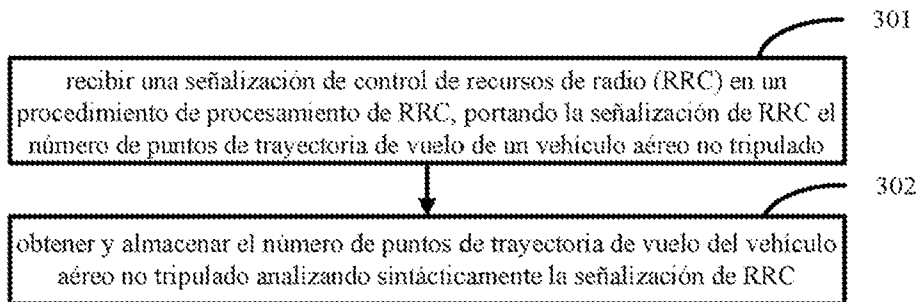 301
recibir una señalización de control de recursos de radio (RRC) en un
procedimiento de procesamiento de RRC, portando la señalización de RRC el
número de puntos de trayectoria de vuelo de un vehículo aéreo no tripulado
302
obtener y almacenar el número de puntos de trayectoria de vuelo del vehículo
aéreo no tripulado analizando sintácticamente la señalización de RRC